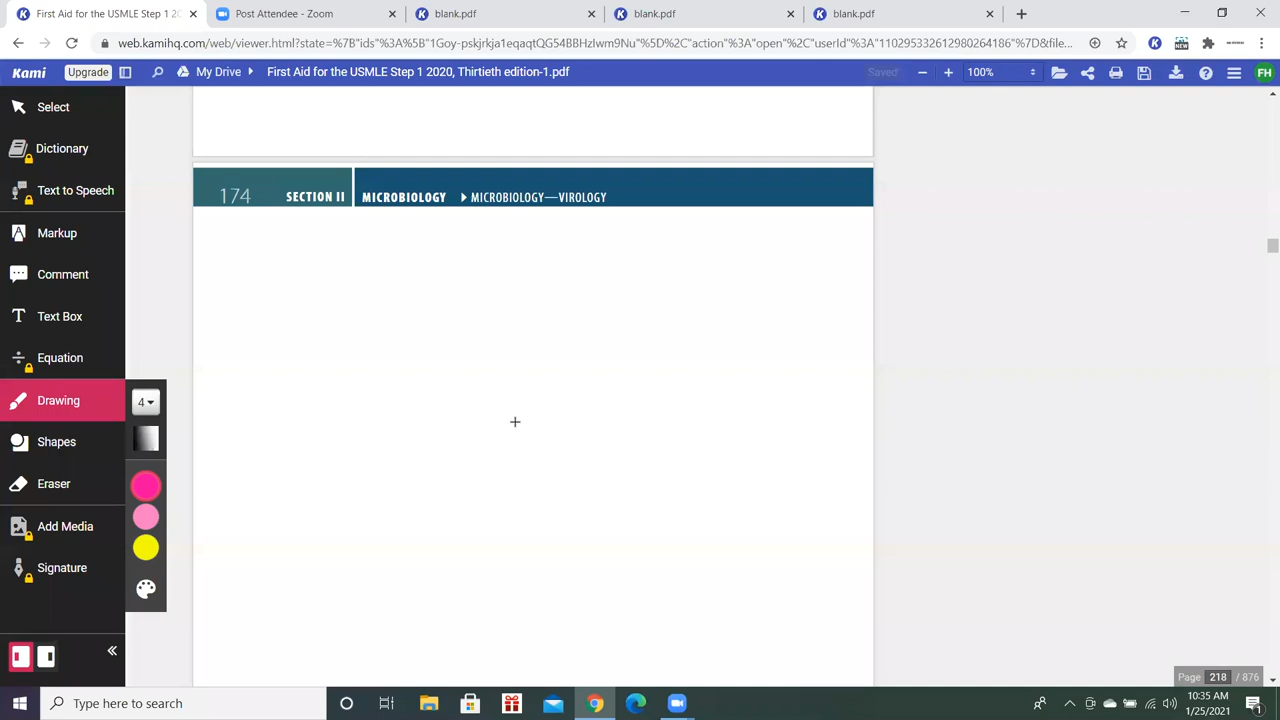 First Aid for the USMLE Step 1 20
Post Attendee - Zoom
blank.pdf
blank.pdf
blank.pdf
web.kamihq.com/web/viewer.html?state=%7B"ids"%3A%5B"1Goy-pskjrkja1eqaqtQG54BBHzIwm9Nu"%5D%2C"action"%3A"open"%2C"userId"%3A"110295332612980264186"%7D&file...
NEW
Kami
Upgrade
My Drive
First Aid for the USMLE Step 1 2020, Thirtieth edition-1.pdf
Saved
100%
FH
Select
Dictionary
Text to Speech
Markup
Comment
Text Box
Equation
Drawing
Shapes
Eraser
Add Media
Signature
4
174 SECTION II MICROBIOLOGY MICROBIOLOGY—VIROLOGY
Page 218 / 876
Type here to search
10:35 AM
1/25/2021
1